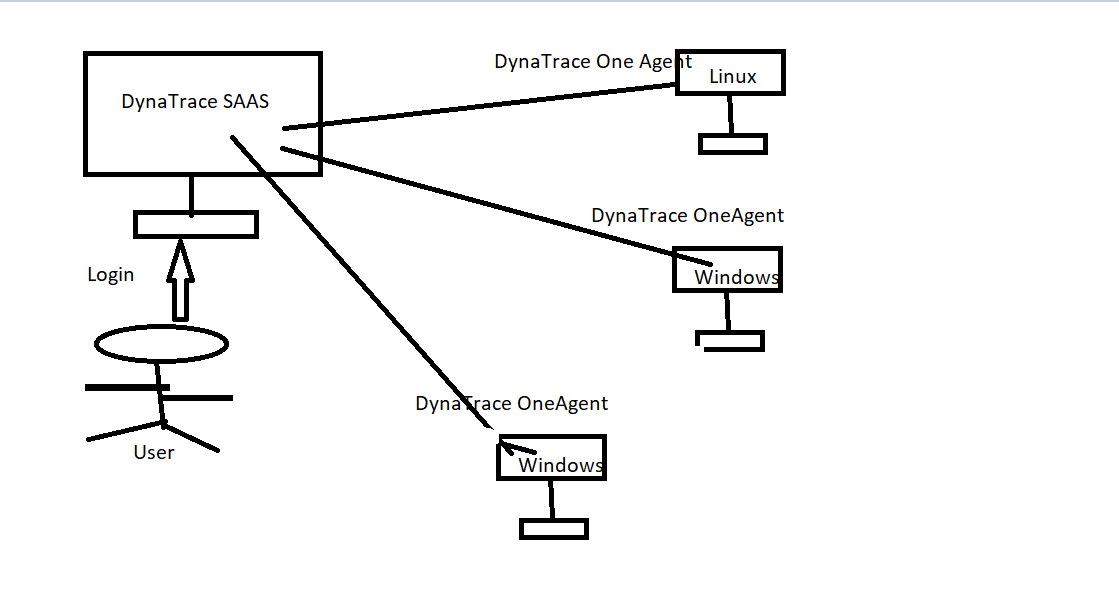 DynaTrace One Agent
Linux
DynaTrace SAAS
DynaTrace OneAgent
Windows
Login
DynaTrace OneAgent
User
Windows